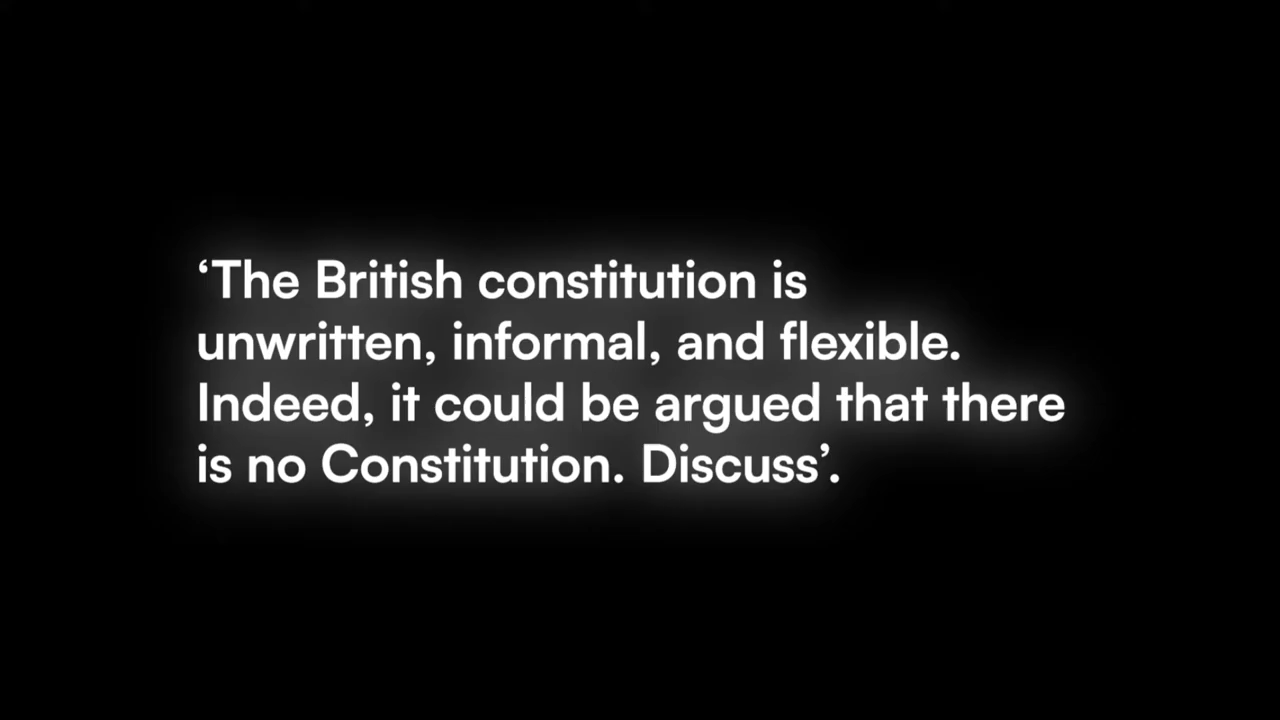 ‘The British constitution is
unwritten, informal, and flexible.
Indeed, it could be argued that there
is no Constitution. Discuss’.